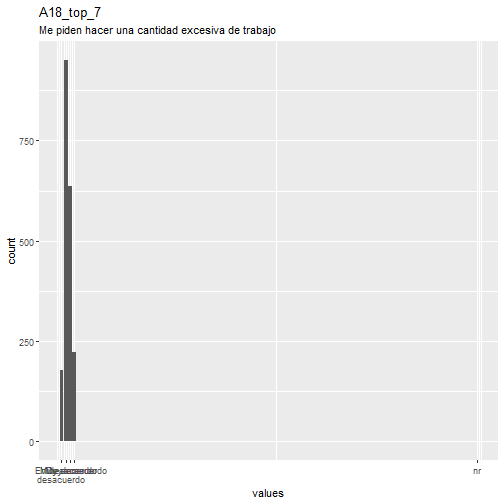 A18_top_7
Me piden hacer una cantidad excesiva de trabajo
750
500
250
0
count
nr
desacuerdo
values